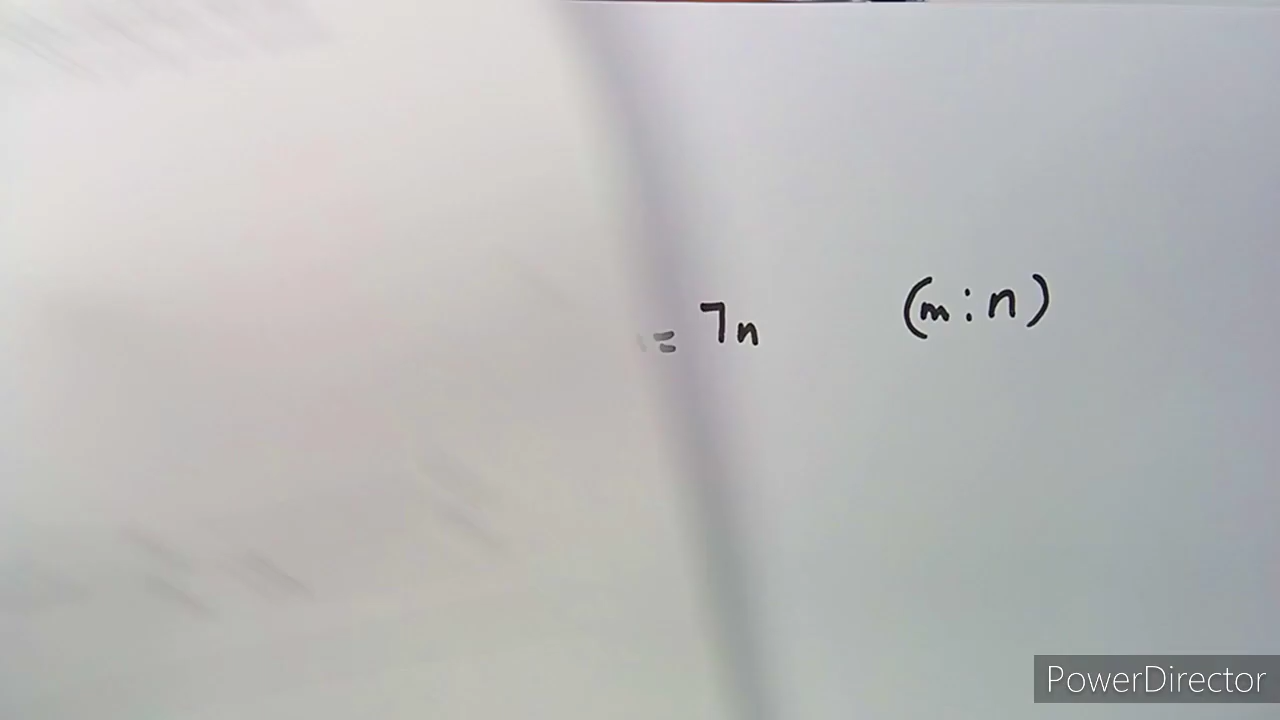 = 7n (m:n)
PowerDirector